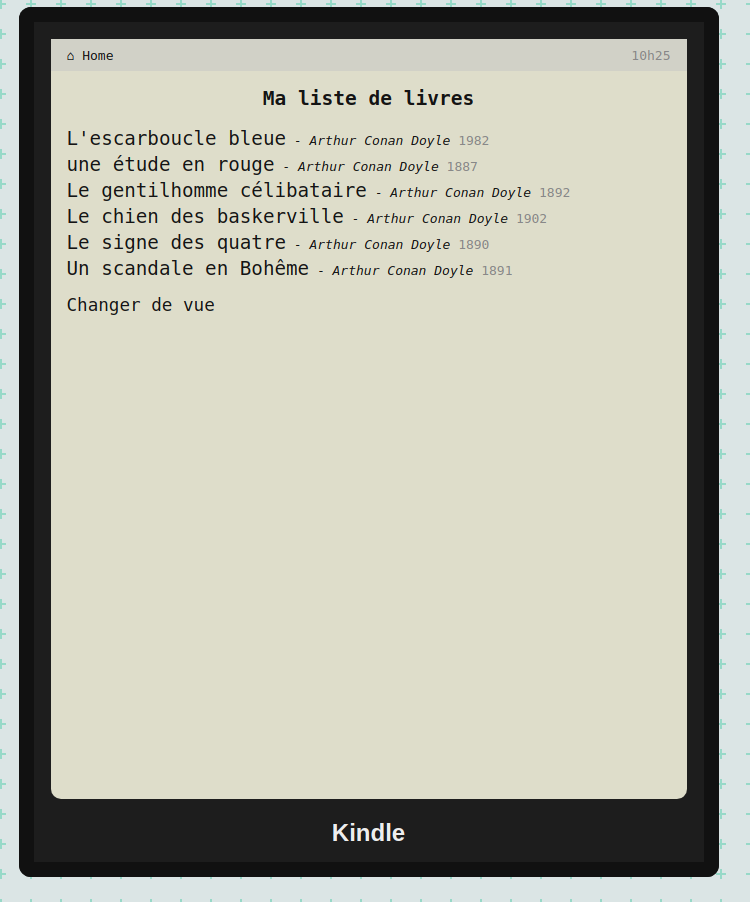 ⌂ Home 10h25
Ma liste de livres
L'escarboucle bleue - Arthur Conan Doyle 1982
une étude en rouge - Arthur Conan Doyle 1887
Le gentilhomme célibataire - Arthur Conan Doyle 1892
Le chien des baskerville - Arthur Conan Doyle 1902
Le signe des quatre - Arthur Conan Doyle 1890
Un scandale en Bohême - Arthur Conan Doyle 1891
Changer de vue
Kindle